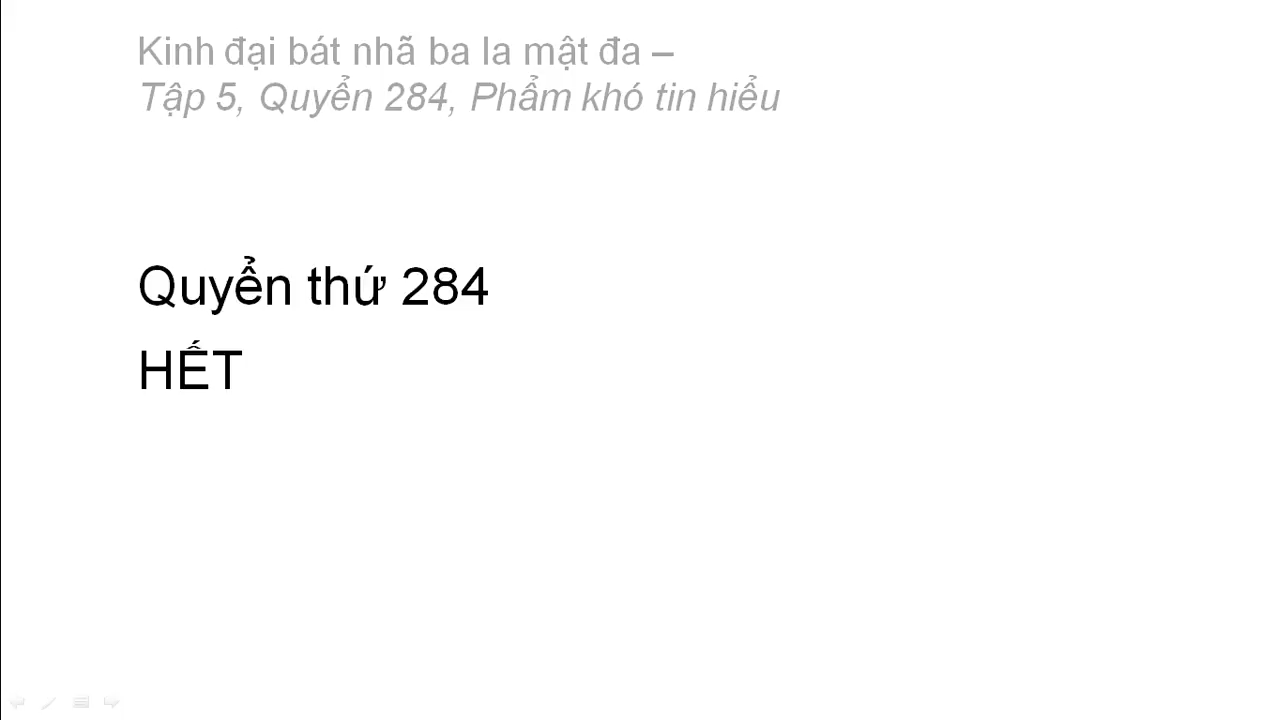 Kinh đại bát nhã ba la mật đa –
Tập 5, Quyển 284, Phẩm khó tin hiểu
Quyển thứ 284
HẾT